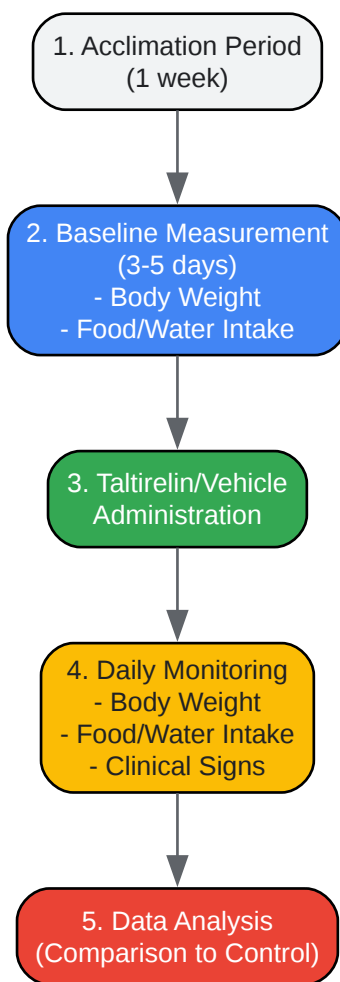 1. Acclimation Period
(1 week)
2. Baseline Measurement
(3-5 days)
- Body Weight
- Food/Water Intake
3. Taltirelin/Vehicle
Administration
4. Daily Monitoring
- Body Weight
- Food/Water Intake
- Clinical Signs
5. Data Analysis
(Comparison to Control)